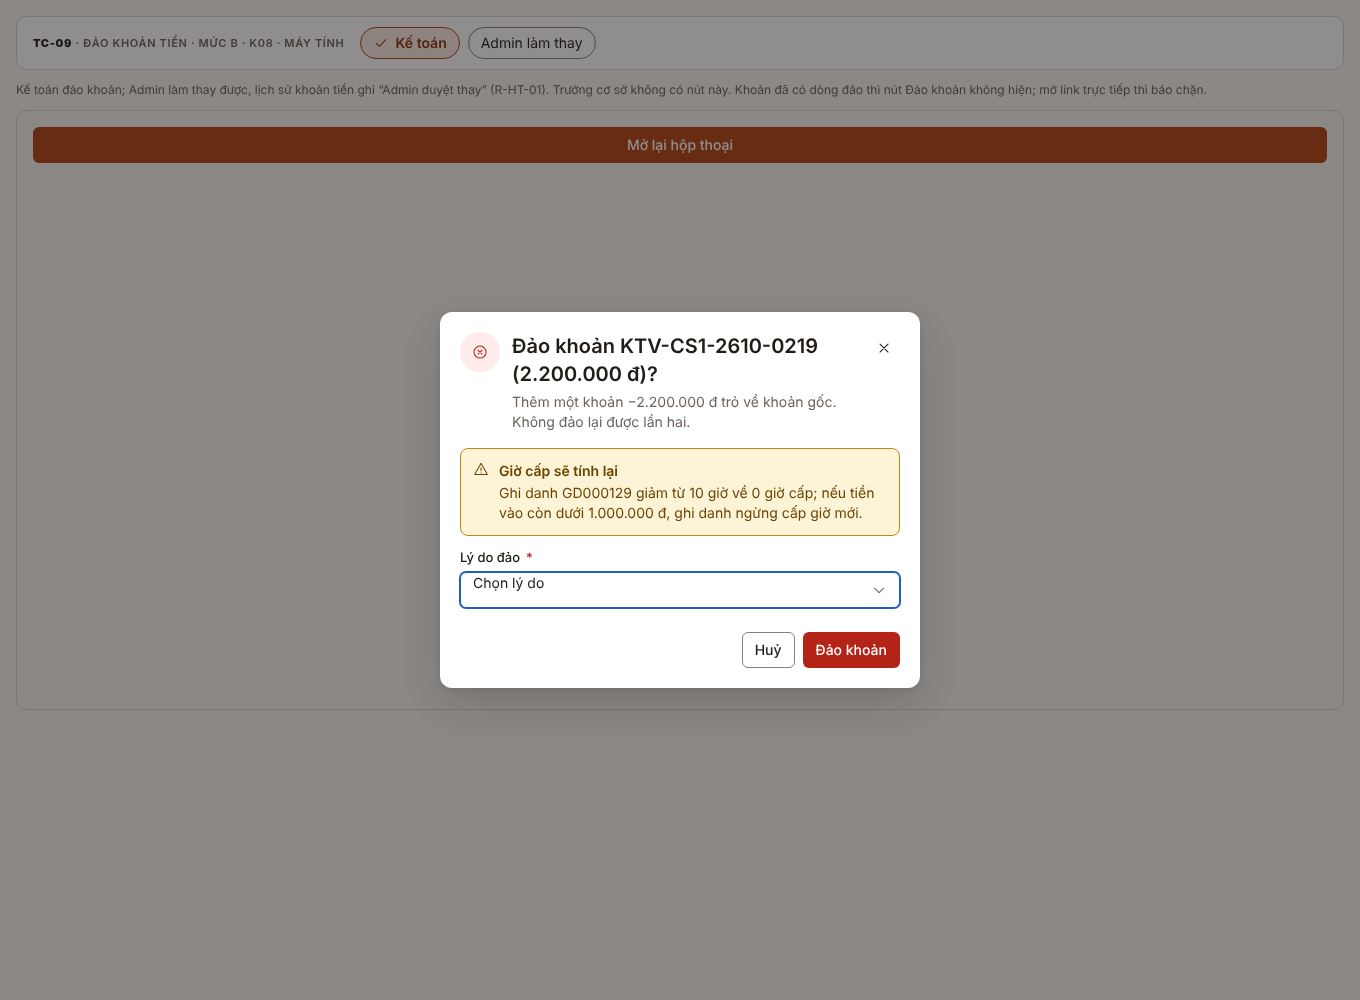 TC-09 · ĐẢO KHOẢN TIỀN · MỨC B · K08 · MÁY TÍNH
Kế toán
Admin làm thay
Kế toán đảo khoản; Admin làm thay được, lịch sử khoản tiền ghi “Admin duyệt thay” (R-HT-01). Trưởng cơ sở không có nút này. Khoản đã có dòng đảo thì nút Đảo khoản không hiện; mở link trực tiếp thì báo chặn.
Mở lại hộp thoại
Đảo khoản KTV-CS1-2610-0219
(2.200.000 đ)?
Thêm một khoản −2.200.000 đ trỏ về khoản gốc.
Không đảo lại được lần hai.
Giờ cấp sẽ tính lại
Ghi danh GD000129 giảm từ 10 giờ về 0 giờ cấp; nếu tiền
vào còn dưới 1.000.000 đ, ghi danh ngừng cấp giờ mới.
Lý do đảo *
Chọn lý do
Huỷ
Đảo khoản